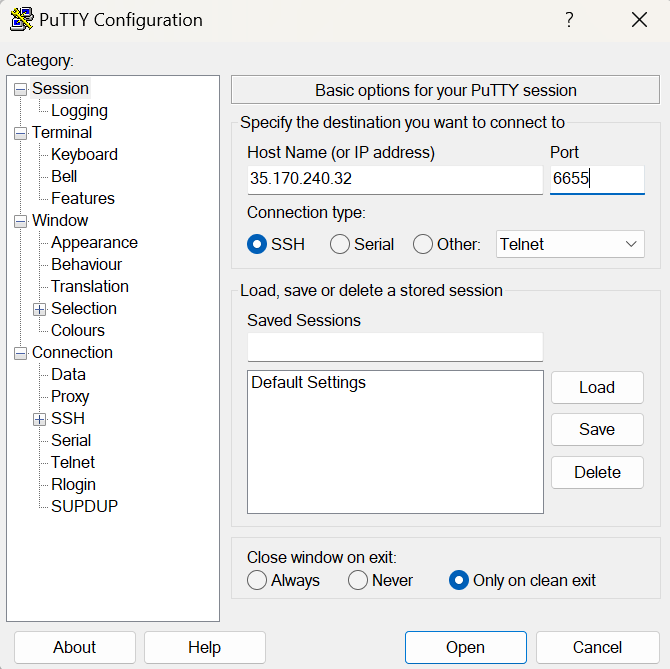 PuTTY Configuration
?
Category:
Session
Logging
Terminal
Keyboard
Bell
Features
Window
Appearance
Behaviour
Translation
Selection
Colours
Connection
Data
Proxy
SSH
Serial
Telnet
Rlogin
SUPDUP
Basic options for your PuTTY session
Specify the destination you want to connect to
Host Name (or IP address) Port
35.170.240.32 6655
Connection type:
SSH Serial Other: Telnet
Load, save or delete a stored session
Saved Sessions
Default Settings
Load
Save
Delete
Close window on exit:
Always Never Only on clean exit
About Help Open Cancel